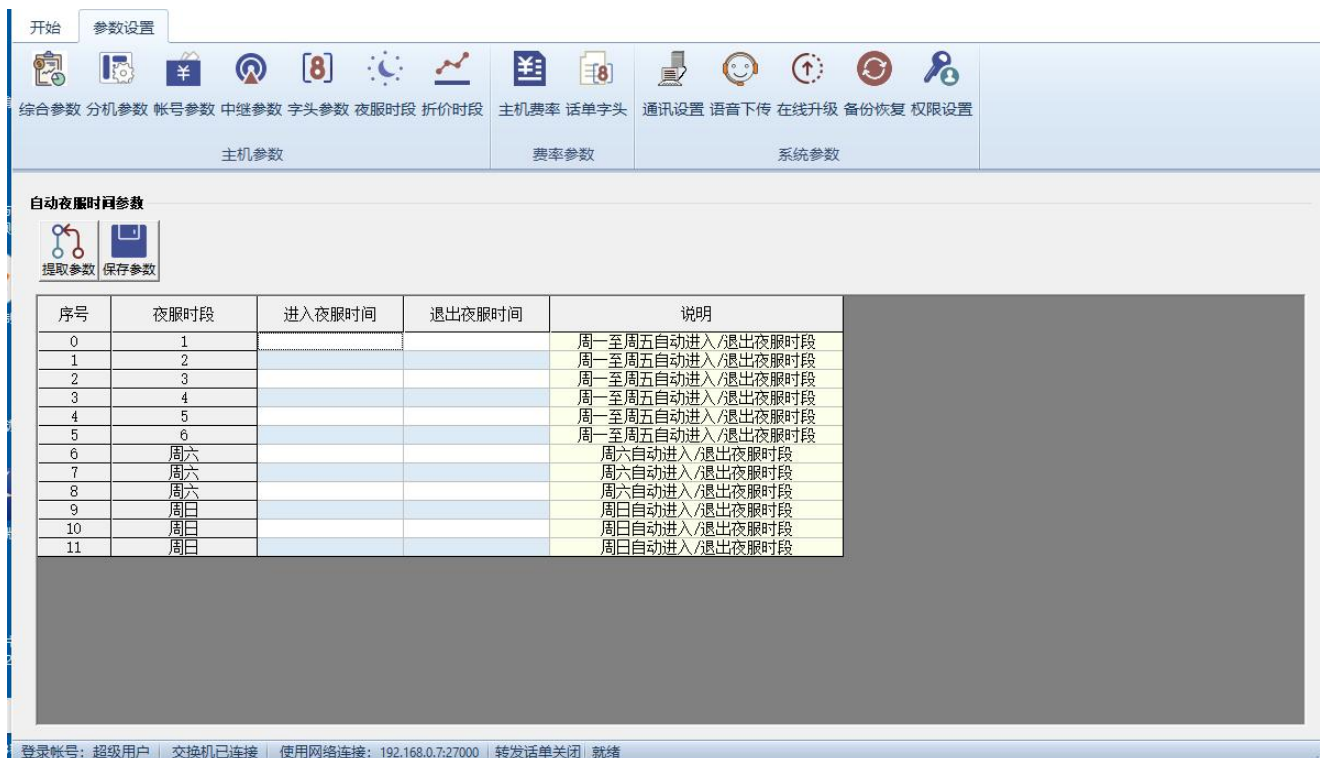 开始 参数设置
综合参数 分机参数 帐号参数 中继参数 字头参数 夜服时段 折价时段 主机费率 话单字头 通讯设置 语音下传 在线升级 备份恢复 权限设置
主机参数 费率参数 系统参数
自动夜服时间参数
提取参数 保存参数
序号 夜服时段 进入夜服时间 退出夜服时间 说明
0 1 周一至周五自动进入/退出夜服时段
1 2 周一至周五自动进入/退出夜服时段
2 3 周一至周五自动进入/退出夜服时段
3 4 周一至周五自动进入/退出夜服时段
4 5 周一至周五自动进入/退出夜服时段
5 6 周一至周五自动进入/退出夜服时段
6 周六 周六自动进入/退出夜服时段
7 周六 周六自动进入/退出夜服时段
8 周六 周六自动进入/退出夜服时段
9 周日 周日自动进入/退出夜服时段
10 周日 周日自动进入/退出夜服时段
11 周日 周日自动进入/退出夜服时段
登录帐号：超级用户 交换机已连接 使用网络连接：192.168.0.7:27000 转发话单关闭 就绪